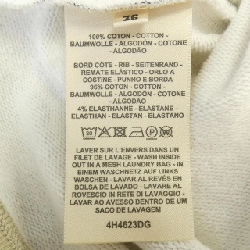 36
100% COTON - COTTON -
BAUMWOLLE - ALGODON - COTONE
ALGODÃO
BORD COTE - RIB - SEITENRAND -
REMATE ELÁSTICO - ORLO A
COSTINE - PUNHO E BORDA
96% COTON - COTTON -
BAUMWOLLE - ALGODON - COTONE
ALGODÃO
4% ELASTHANNE - ELASTANE
ELASTHAN - ELASTAN - ELASTANO
30
LAVER SUR L'ENVERS DANS UN
FILET DE LAVAGE - WASH INSIDE
OUT IN A MESH LAUNDRY BAG - IN
EINEM WASCHNETZ AUF LINKS
WASCHEN - LAVAR AL REVES EN
BOLSA DE LAVADO - LAVARE AL
ROVESCIO IN RETE DI LAVAGGIO -
LAVAR AO AVESSO DENTRO DE UM
SACO DE LAVAGEM
4H4623DG